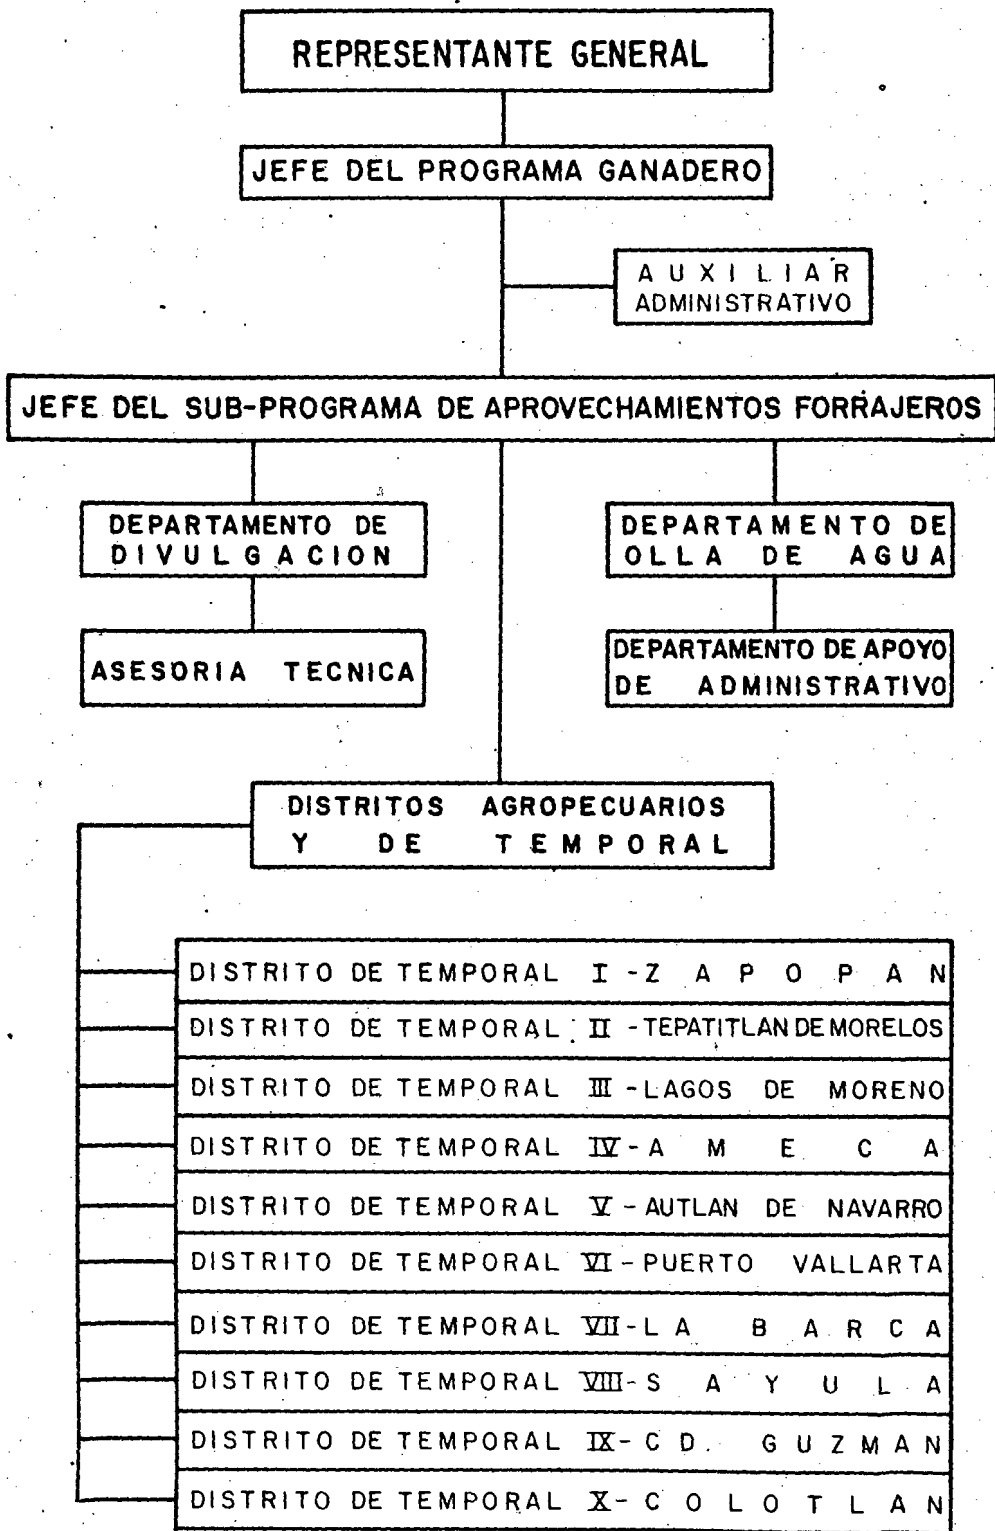 REPRESENTANTE GENERAL
JEFE DEL PROGRAMA GANADERO
AUXILIAR
ADMINISTRATIVO
JEFE DEL SUB-PROGRAMA DE APROVECHAMIENTOS FORRAJEROS
DEPARTAMENTO DE
DIVULGACION
DEPARTAMENTO DE
OLLA DE AGUA
ASESORIA TECNICA
DEPARTAMENTO DE APOYO
DE ADMINISTRATIVO
DISTRITOS AGROPECUARIOS
Y DE TEMPORAL
DISTRITO DE TEMPORAL I - ZAPOPAN
DISTRITO DE TEMPORAL II - TEPATITLAN DE MORELOS
DISTRITO DE TEMPORAL III - LAGOS DE MORENO
DISTRITO DE TEMPORAL IV - AMECA
DISTRITO DE TEMPORAL V - AUTLAN DE NAVARRO
DISTRITO DE TEMPORAL VI - PUERTO VALLARTA
DISTRITO DE TEMPORAL VII - LA BARCA
DISTRITO DE TEMPORAL VIII - SAYULA
DISTRITO DE TEMPORAL IX - CD. GUZMAN
DISTRITO DE TEMPORAL X - COLOTLAN